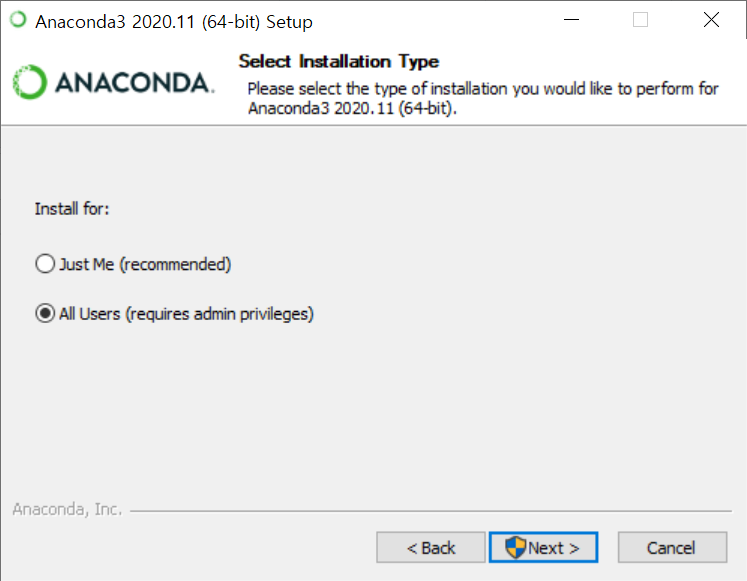 Anaconda3 2020.11 (64-bit) Setup
ANACONDA.
Select Installation Type
Please select the type of installation you would like to perform for
Anaconda3 2020.11 (64-bit).
Install for:
Just Me (recommended)
All Users (requires admin privileges)
Anaconda, Inc.
< Back
Next >
Cancel